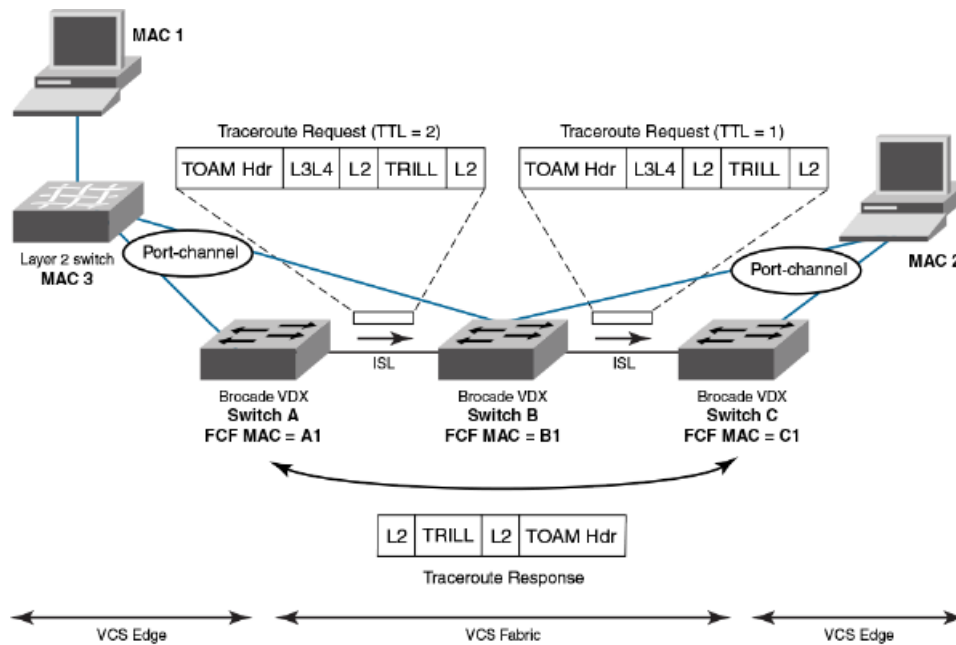 MAC 1
Traceroute Request (TTL = 2)
TOAM Hdr L3L4 L2 TRILL L2
Traceroute Request (TTL = 1)
TOAM Hdr L3L4 L2 TRILL L2
Layer 2 switch
MAC 3
Port-channel
Port-channel
MAC 2
ISL
ISL
Brocade VDX
Switch A
FCF MAC = A1
Brocade VDX
Switch B
FCF MAC = B1
Brocade VDX
Switch C
FCF MAC = C1
L2 TRILL L2 TOAM Hdr
Traceroute Response
VCS Edge
VCS Fabric
VCS Edge